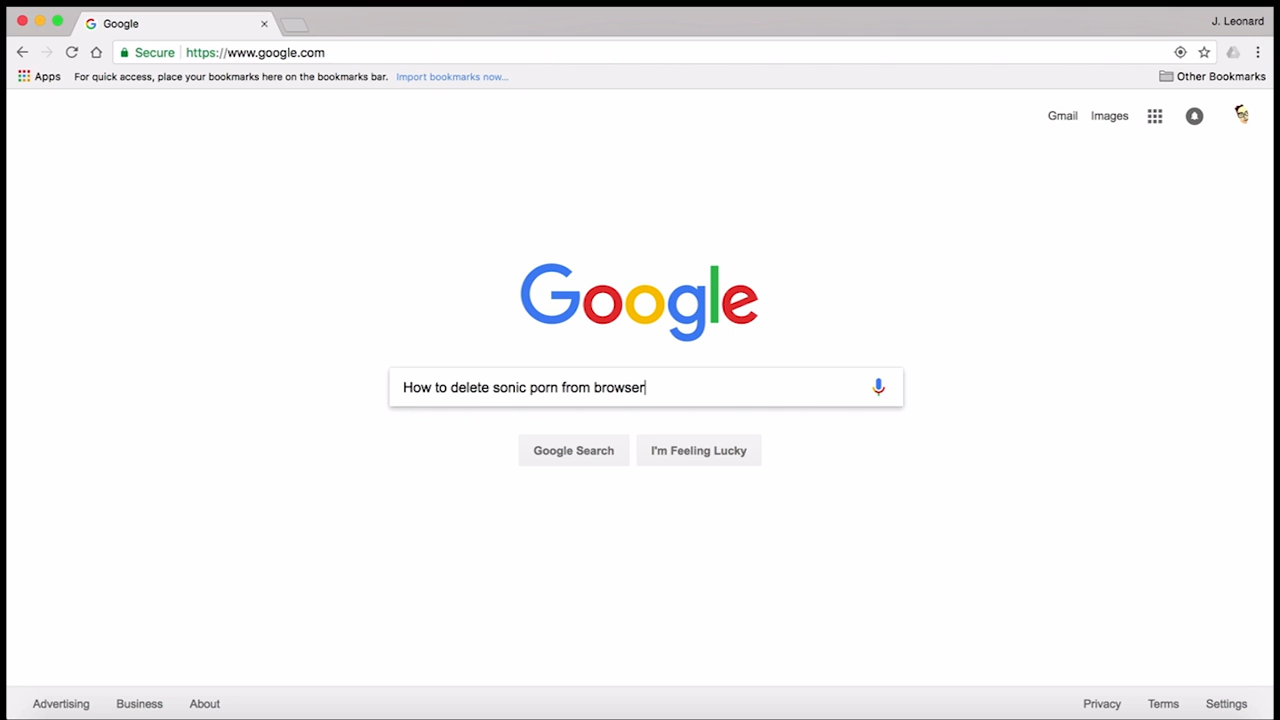 Google
J. Leonard
Secure https://www.google.com
Apps For quick access, place your bookmarks here on the bookmarks bar. Import bookmarks now... Other Bookmarks
Gmail Images
Google
How to delete sonic porn from browser
Google Search I'm Feeling Lucky
Advertising Business About Privacy Terms Settings